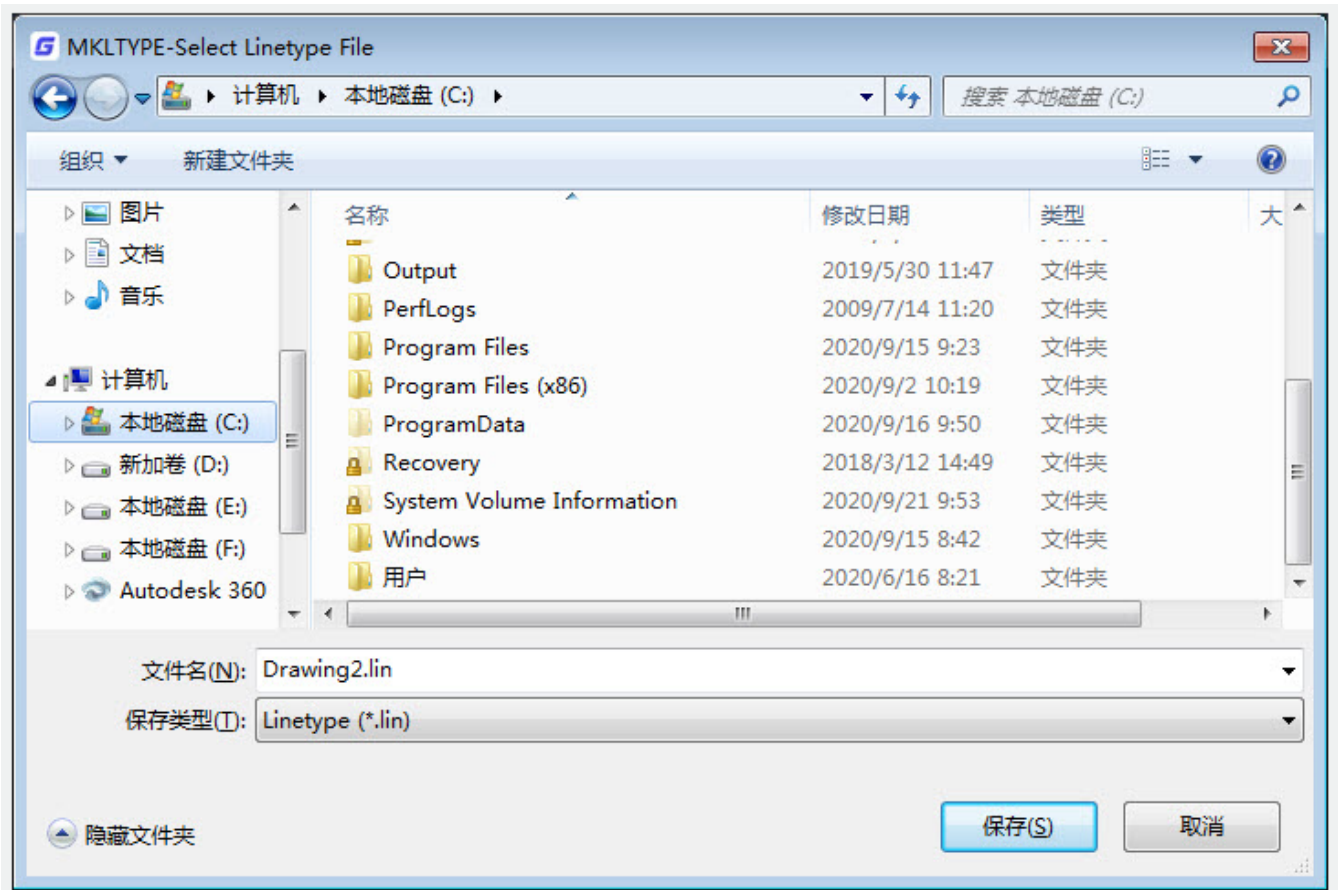 MKLTYPE-Select Linetype File
计算机 本地磁盘 (C:)
搜索 本地磁盘 (C:)
组织 新建文件夹
图片
文档
音乐
计算机
本地磁盘 (C:)
新加卷 (D:)
本地磁盘 (E:)
本地磁盘 (F:)
Autodesk 360
名称 修改日期 类型 大
Output 2019/5/30 11:47 文件夹
PerfLogs 2009/7/14 11:20 文件夹
Program Files 2020/9/15 9:23 文件夹
Program Files (x86) 2020/9/2 10:19 文件夹
ProgramData 2020/9/16 9:50 文件夹
Recovery 2018/3/12 14:49 文件夹
System Volume Information 2020/9/21 9:53 文件夹
Windows 2020/9/15 8:42 文件夹
用户 2020/6/16 8:21 文件夹
文件名(N): Drawing2.lin
保存类型(T): Linetype (*.lin)
隐藏文件夹
保存(S) 取消